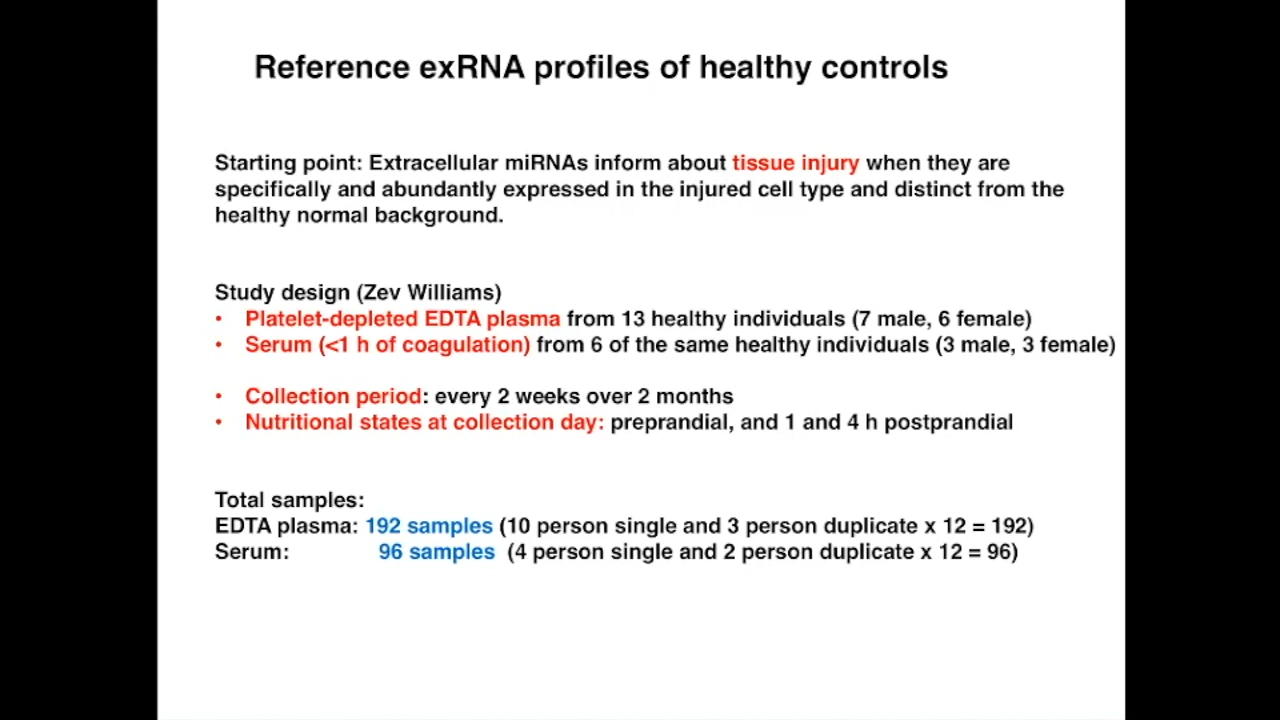 Reference exRNA profiles of healthy controls
Starting point: Extracellular miRNAs inform about tissue injury when they are
specifically and abundantly expressed in the injured cell type and distinct from the
healthy normal background.
Study design (Zev Williams)
• Platelet-depleted EDTA plasma from 13 healthy individuals (7 male, 6 female)
• Serum (<1 h of coagulation) from 6 of the same healthy individuals (3 male, 3 female)
• Collection period: every 2 weeks over 2 months
• Nutritional states at collection day: preprandial, and 1 and 4 h postprandial
Total samples:
EDTA plasma: 192 samples (10 person single and 3 person duplicate x 12 = 192)
Serum: 96 samples (4 person single and 2 person duplicate x 12 = 96)